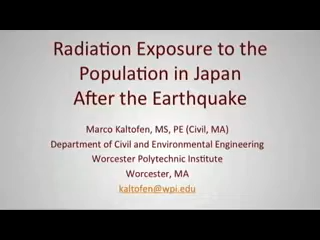 Radiation Exposure to the
Population in Japan
After the Earthquake
Marco Kaltofen, MS, PE (Civil, MA)
Department of Civil and Environmental Engineering
Worcester Polytechnic Institute
Worcester, MA
kaltofen@wpi.edu